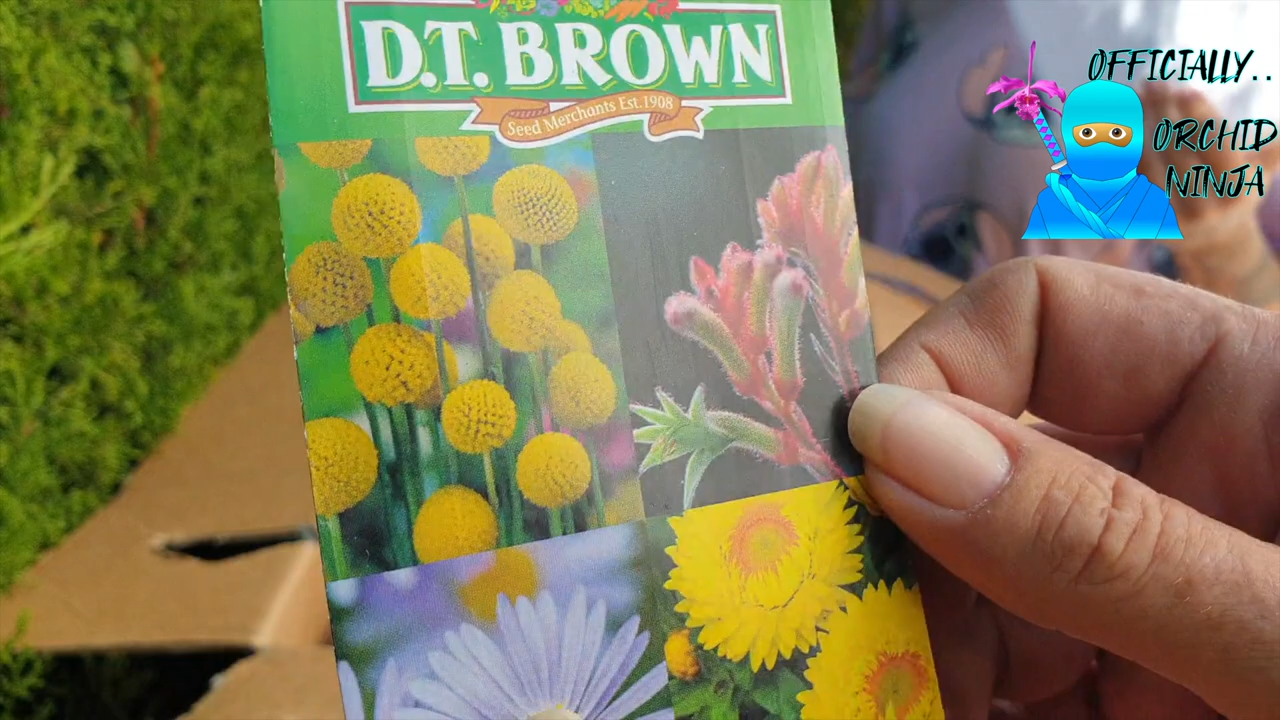 D.T. BROWN
Seed Merchants Est.1908
OFFICIALLY..
ORCHID
NINJA